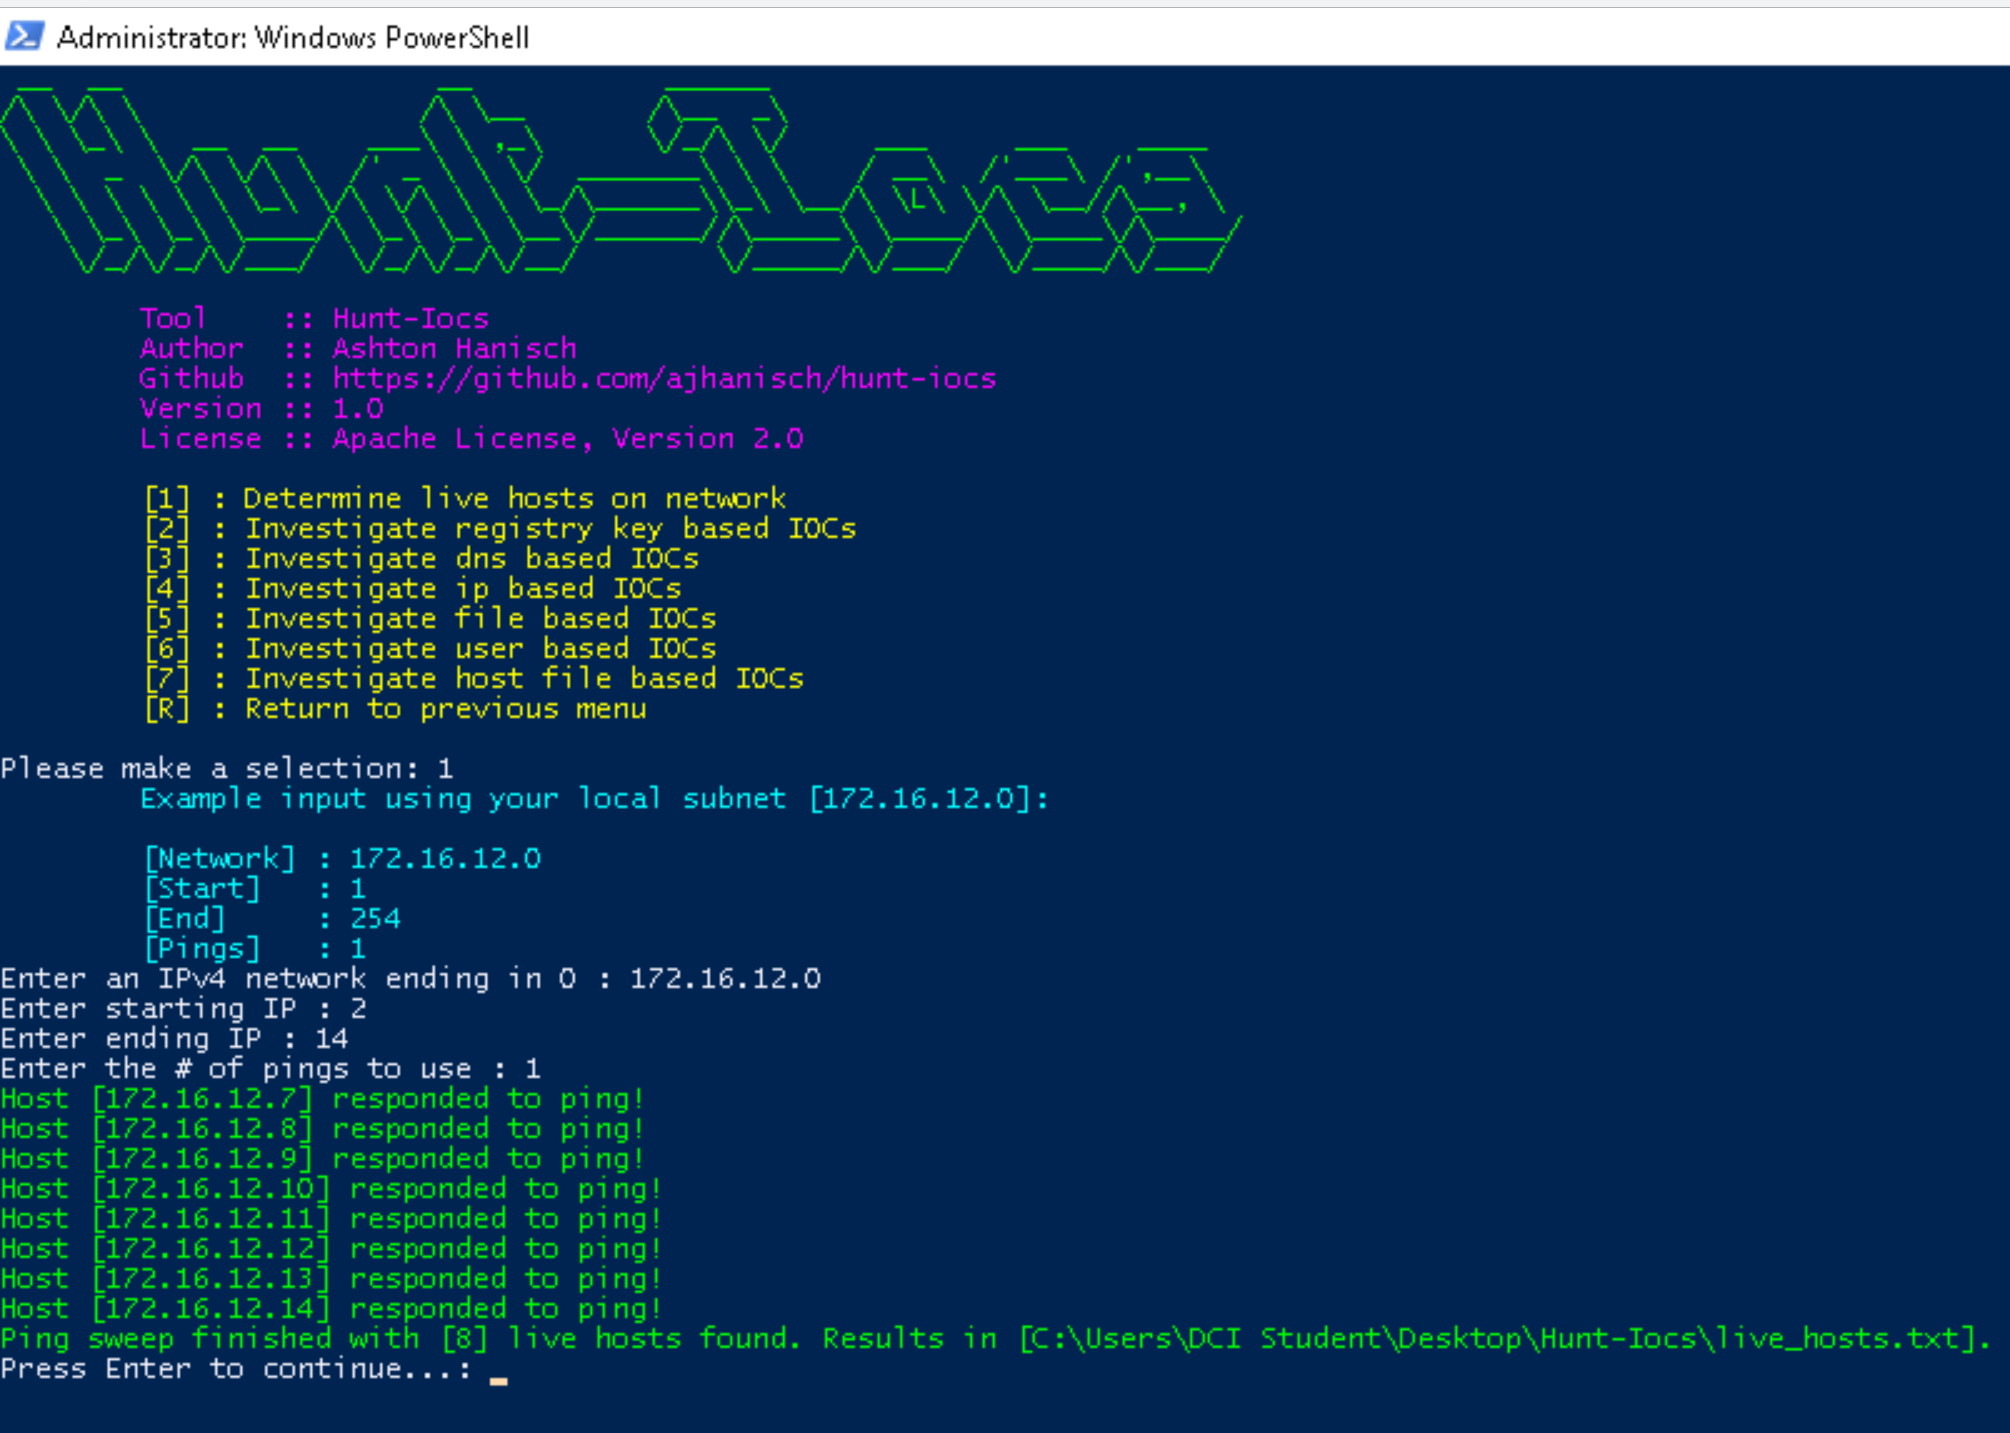 Administrator: Windows PowerShell
Hunt-Iocs
Tool :: Hunt-Iocs
Author :: Ashton Hanisch
Github :: https://github.com/ajhanisch/hunt-iocs
Version :: 1.0
License :: Apache License, Version 2.0
[1] : Determine live hosts on network
[2] : Investigate registry key based IOCs
[3] : Investigate dns based IOCs
[4] : Investigate ip based IOCs
[5] : Investigate file based IOCs
[6] : Investigate user based IOCs
[7] : Investigate host file based IOCs
[R] : Return to previous menu
Please make a selection: 1
Example input using your local subnet [172.16.12.0]:
[Network] : 172.16.12.0
[Start] : 1
[End] : 254
[Pings] : 1
Enter an IPv4 network ending in 0 : 172.16.12.0
Enter starting IP : 2
Enter ending IP : 14
Enter the # of pings to use : 1
Host [172.16.12.7] responded to ping!
Host [172.16.12.8] responded to ping!
Host [172.16.12.9] responded to ping!
Host [172.16.12.10] responded to ping!
Host [172.16.12.11] responded to ping!
Host [172.16.12.12] responded to ping!
Host [172.16.12.13] responded to ping!
Host [172.16.12.14] responded to ping!
Ping sweep finished with [8] live hosts found. Results in [C:\Users\DCI Student\Desktop\Hunt-Iocs\live_hosts.txt].
Press Enter to continue...: _